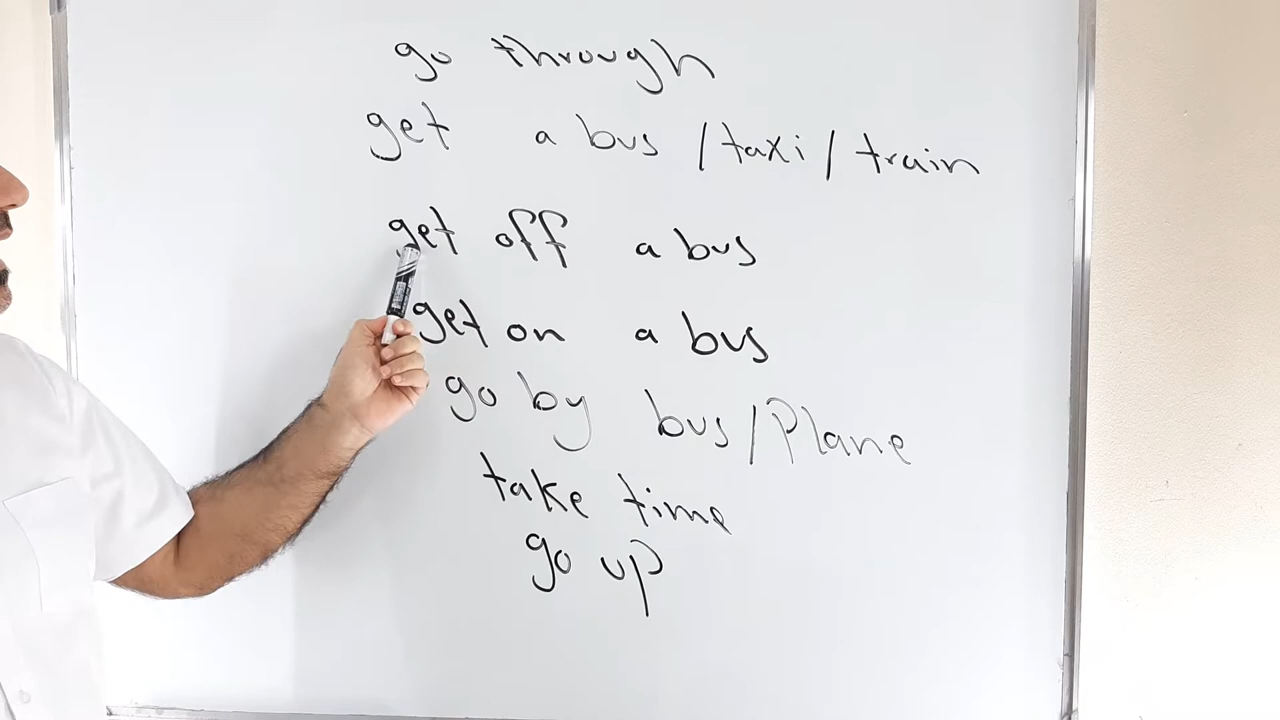 go through
get a bus / taxi / train
get off a bus
get on a bus
go by bus / Plane
take time
go up